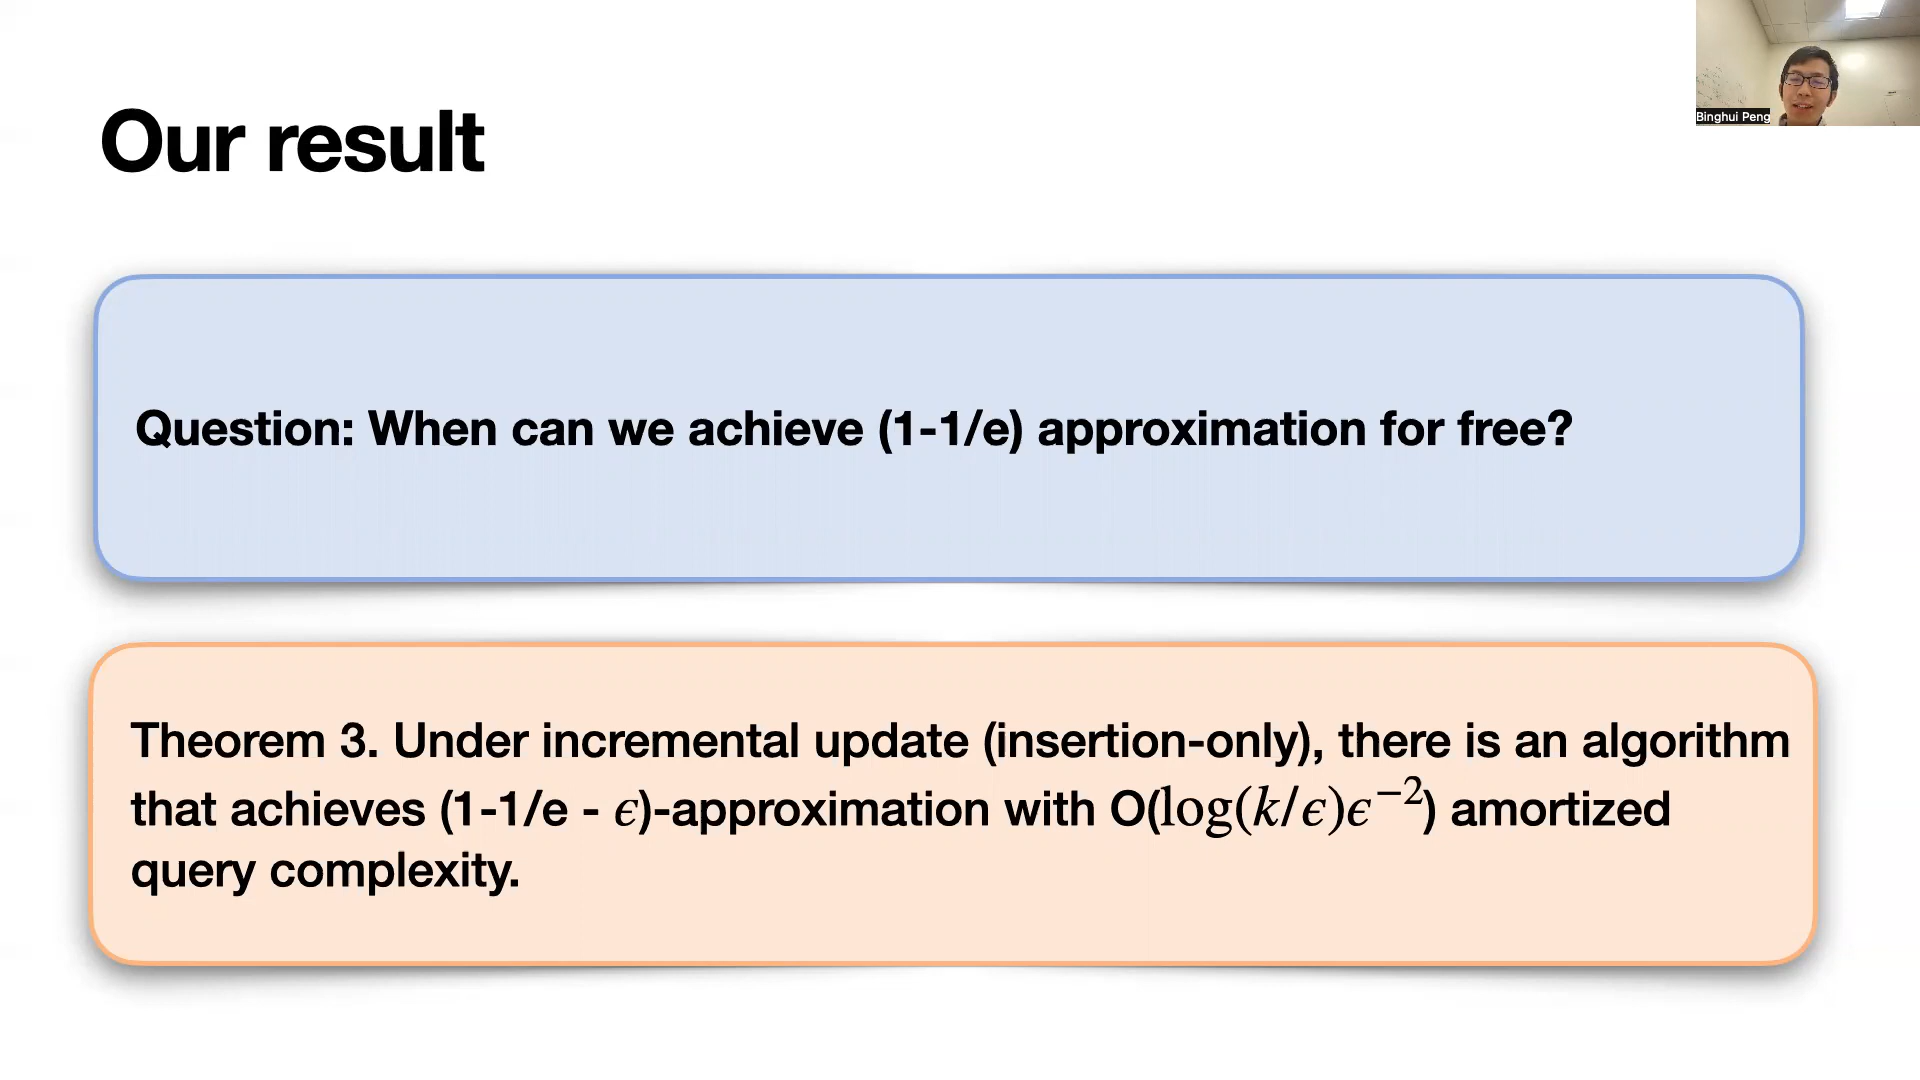 Binghui Peng
Our result
Question: When can we achieve (1-1/e) approximation for free?
Theorem 3. Under incremental update (insertion-only), there is an algorithm
that achieves (1-1/e - ϵ)-approximation with O(log(k/ϵ)ϵ⁻²) amortized
query complexity.